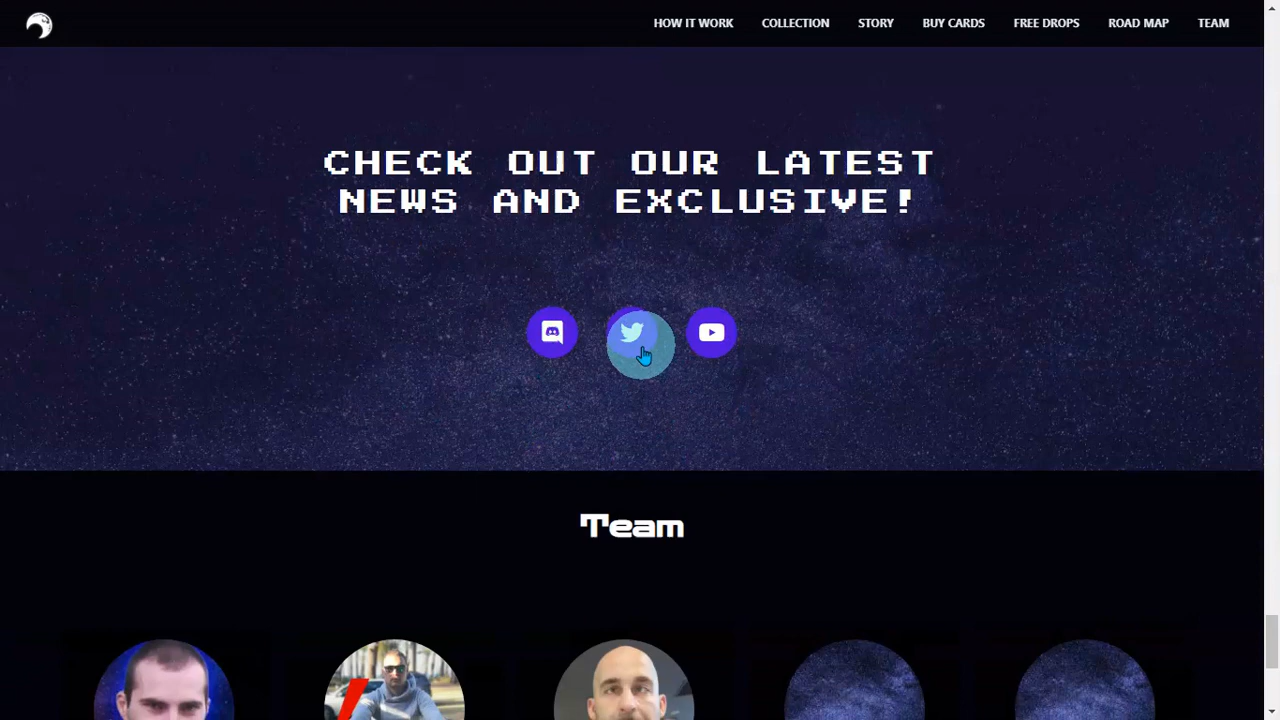 HOW IT WORK COLLECTION STORY BUY CARDS FREE DROPS ROAD MAP TEAM
CHECK OUT OUR LATEST
NEWS AND EXCLUSIVE!
Team